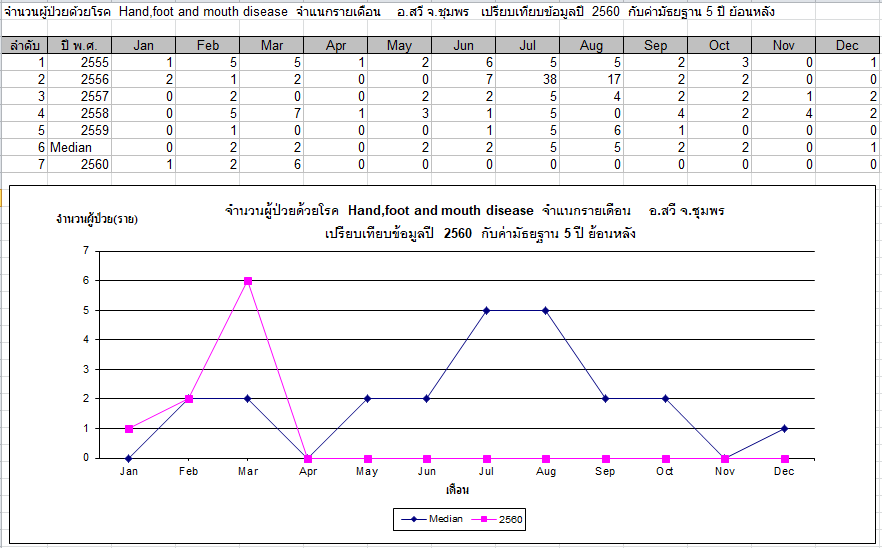 จำนวนผู้ป่วยด้วยโรค Hand,foot and mouth disease จำแนกรายเดือน อ.สวี จ.ชุมพร เปรียบเทียบข้อมูลปี 2560 กับค่ามัธยฐาน 5 ปี ย้อนหลัง
ลำดับ ปี พ.ศ. Jan Feb Mar Apr May Jun Jul Aug Sep Oct Nov Dec
1 2555 1 5 5 1 2 6 5 5 2 3 0 1
2 2556 2 1 2 0 0 7 38 17 2 2 0 0
3 2557 0 2 0 0 2 2 5 4 2 2 1 2
4 2558 0 5 7 1 3 1 5 0 4 2 4 2
5 2559 0 1 0 0 0 1 5 6 1 0 0 0
6 Median 0 2 2 0 2 2 5 5 2 2 0 1
7 2560 1 2 6 0 0 0 0 0 0 0 0 0
จำนวนผู้ป่วยด้วยโรค Hand,foot and mouth disease จำแนกรายเดือน อ.สวี จ.ชุมพร
เปรียบเทียบข้อมูลปี 2560 กับค่ามัธยฐาน 5 ปี ย้อนหลัง
จำนวนผู้ป่วย(ราย)
7
6
5
4
3
2
1
0
Jan Feb Mar Apr May Jun Jul Aug Sep Oct Nov Dec
เดือน
Median 2560